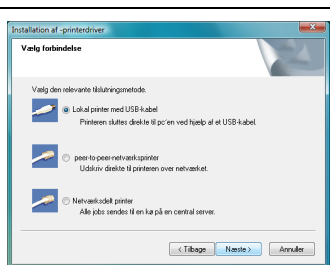 Installation af -printerdriver
Vælg forbindelse
Vælg den relevante tilslutningsmetode.
Lokal printer med USB-kabel
Printeren sluttes direkte til pc'en ved hjælp af et USB-kabel.
peer-to-peer-netværksprinter
Udskriv direkte til printeren over netværket.
Netværksdelt printer
Alle jobs sendes til en kø på en central server.
< Tilbage  Næste >  Annuller